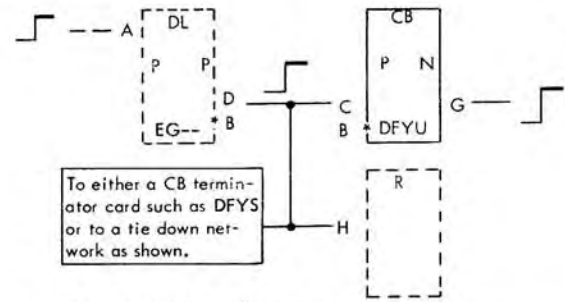 DL
CB
A
P P
P N
D
C
G
EG--
* B
B * DFYU
R
To either a CB termin-
ator card such as DFYS
or to a tie down net-
work as shown.
H